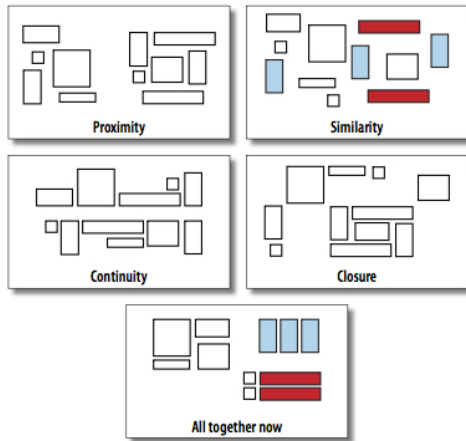 Proximity
Similarity
Continuity
Closure
All together now